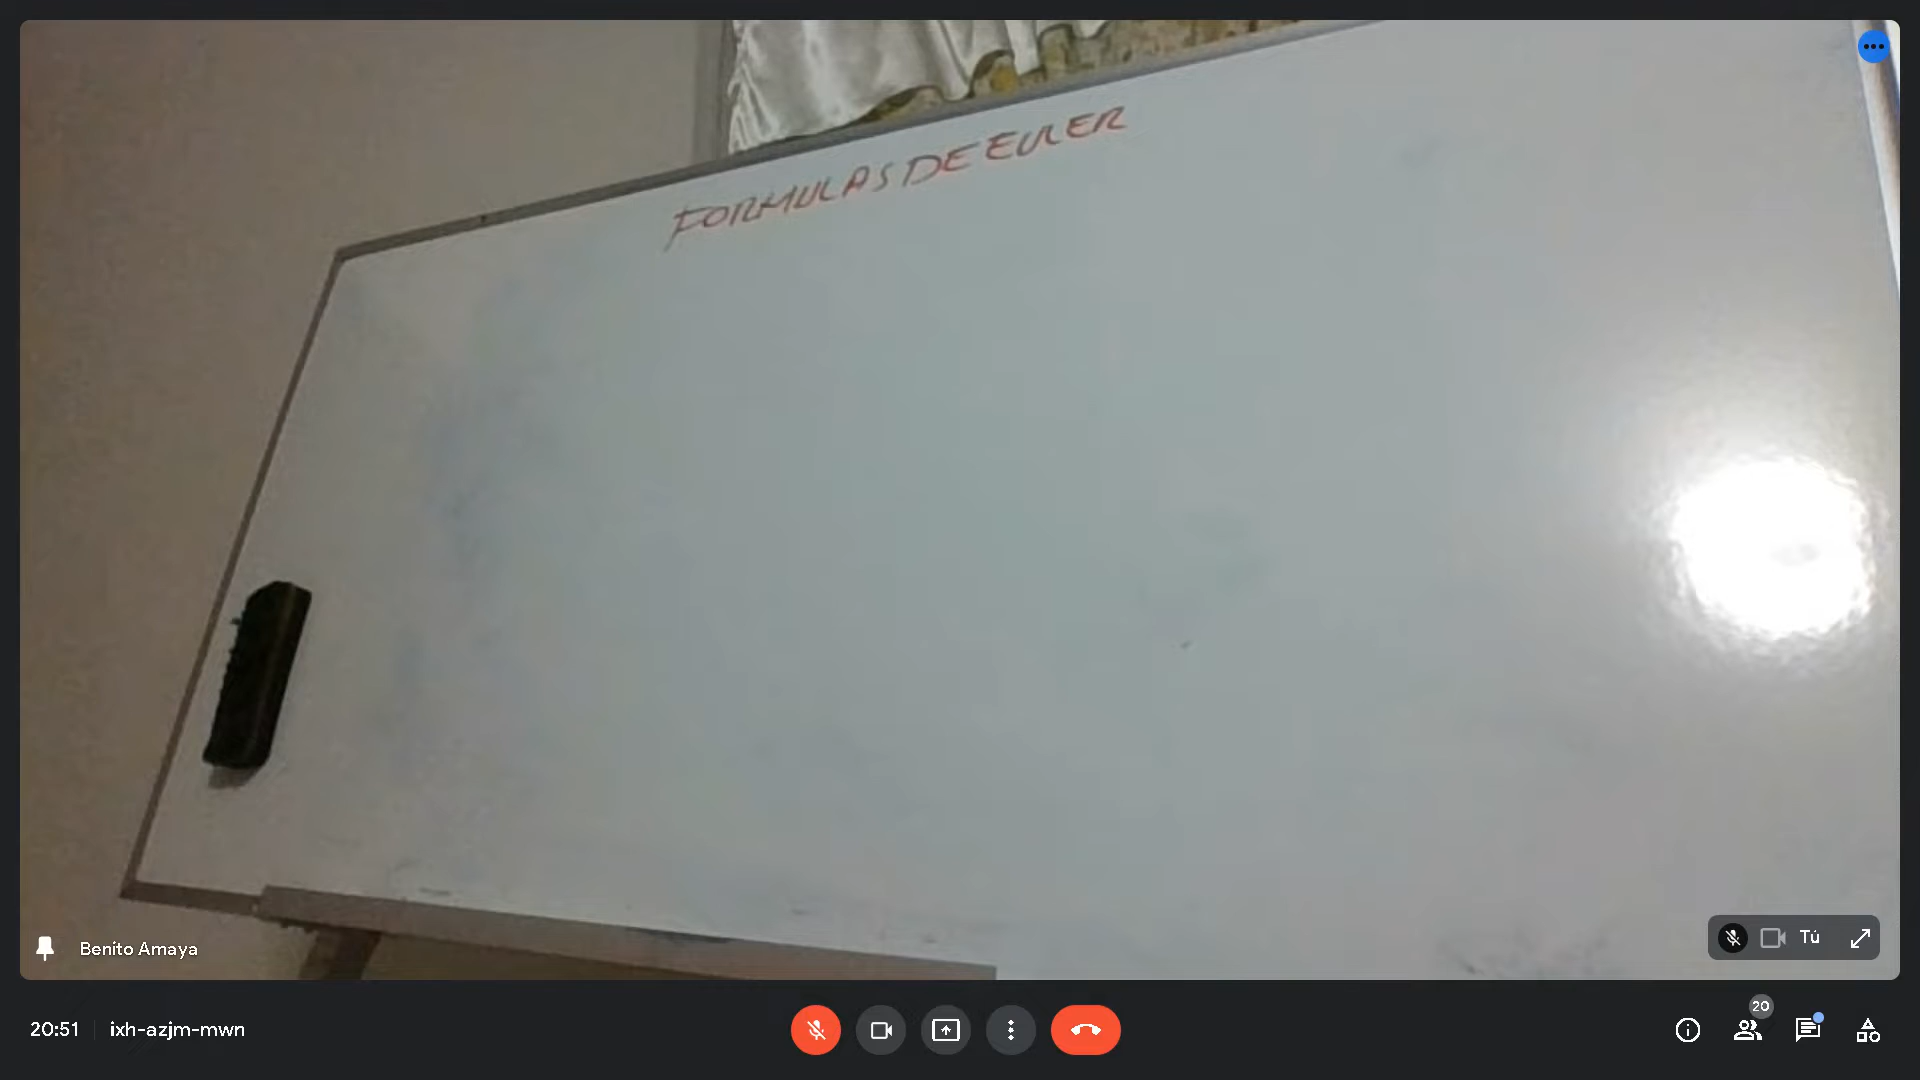 FORMULAS DE EULER
Benito Amaya
Tú
20:51
ixh-azjm-mwn
20